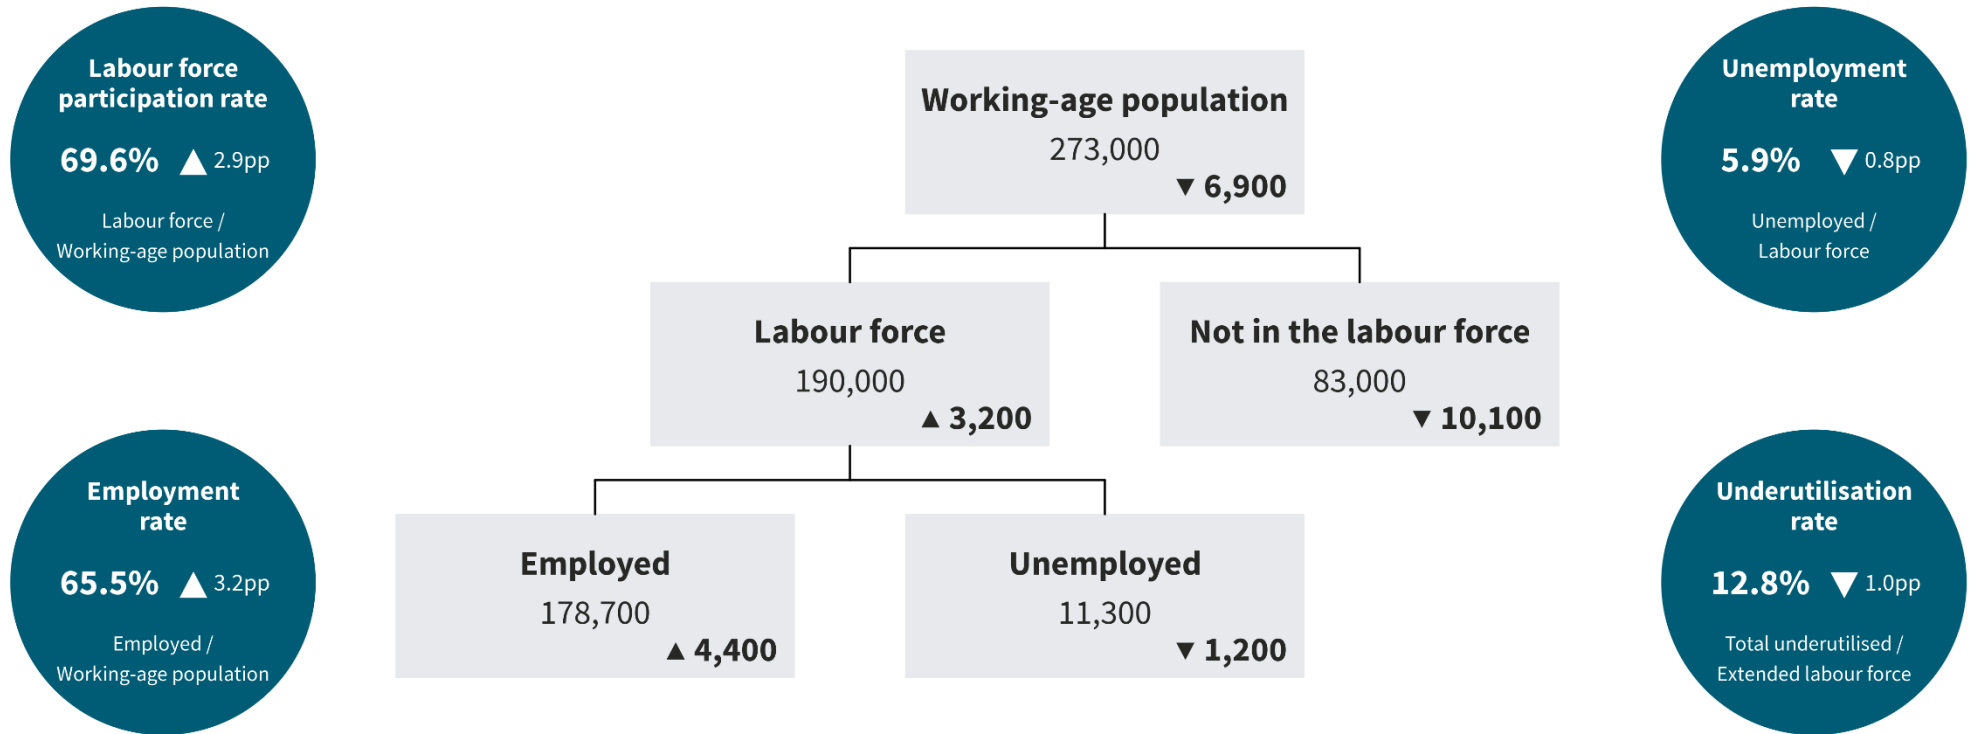 Labour force
participation rate
69.6% ▲ 2.9pp
Labour force /
Working-age population
Working-age population
273,000
▼ 6,900
Unemployment
rate
5.9% ▼ 0.8pp
Unemployed /
Labour force
Labour force
190,000
▲ 3,200
Not in the labour force
83,000
▼ 10,100
Employment
rate
65.5% ▲ 3.2pp
Employed /
Working-age population
Employed
178,700
▲ 4,400
Unemployed
11,300
▼ 1,200
Underutilisation
rate
12.8% ▼ 1.0pp
Total underutilised /
Extended labour force